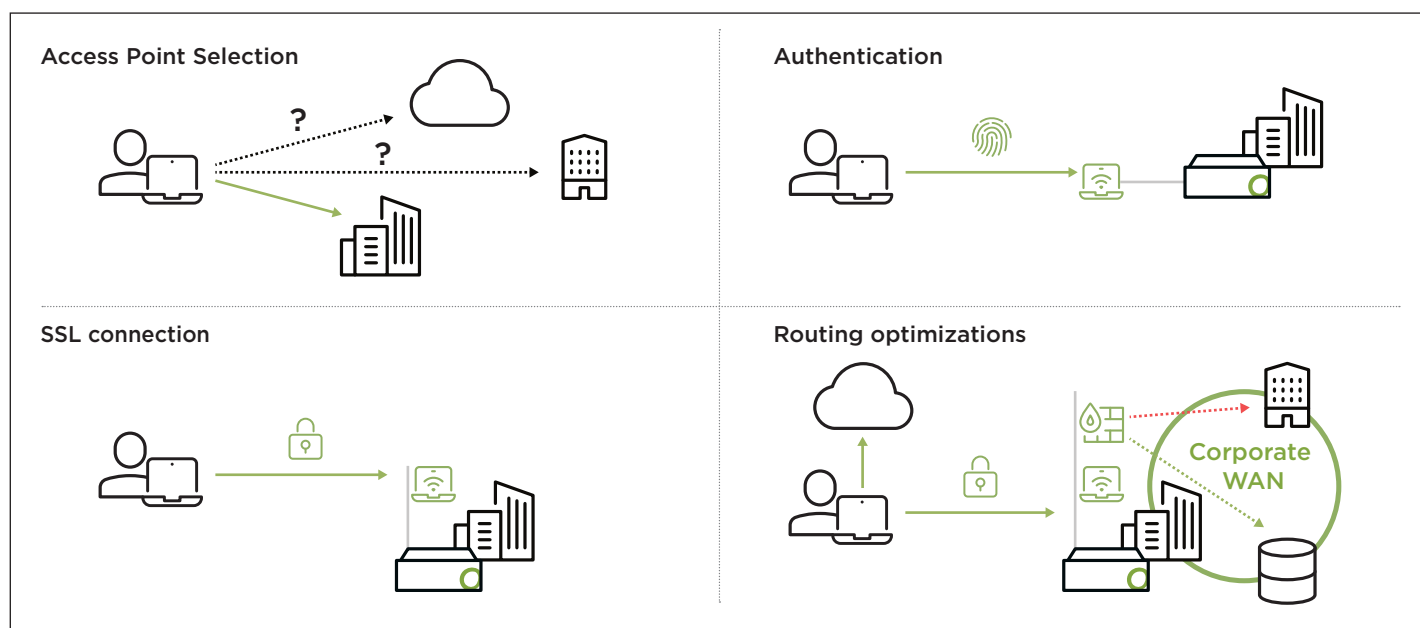 Access Point Selection
?
?
Authentication
SSL connection
Routing optimizations
Corporate
WAN